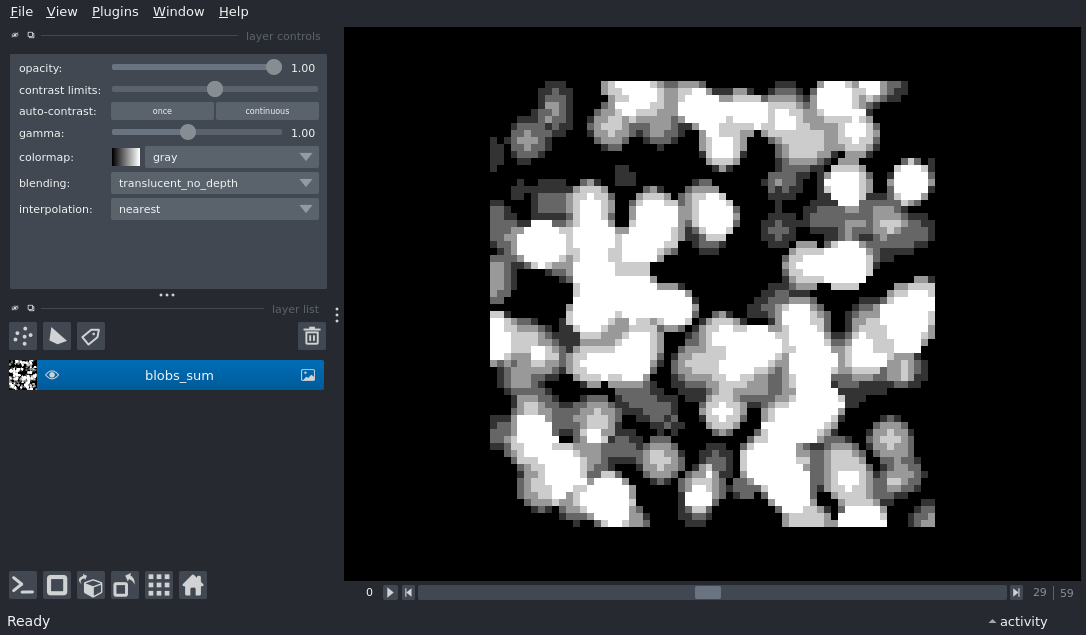 File View Plugins Window Help
layer controls
opacity: 1.00
contrast limits:
auto-contrast: once continuous
gamma: 1.00
colormap: gray
blending: translucent_no_depth
interpolation: nearest
layer list
blobs_sum
0 29 59
Ready activity